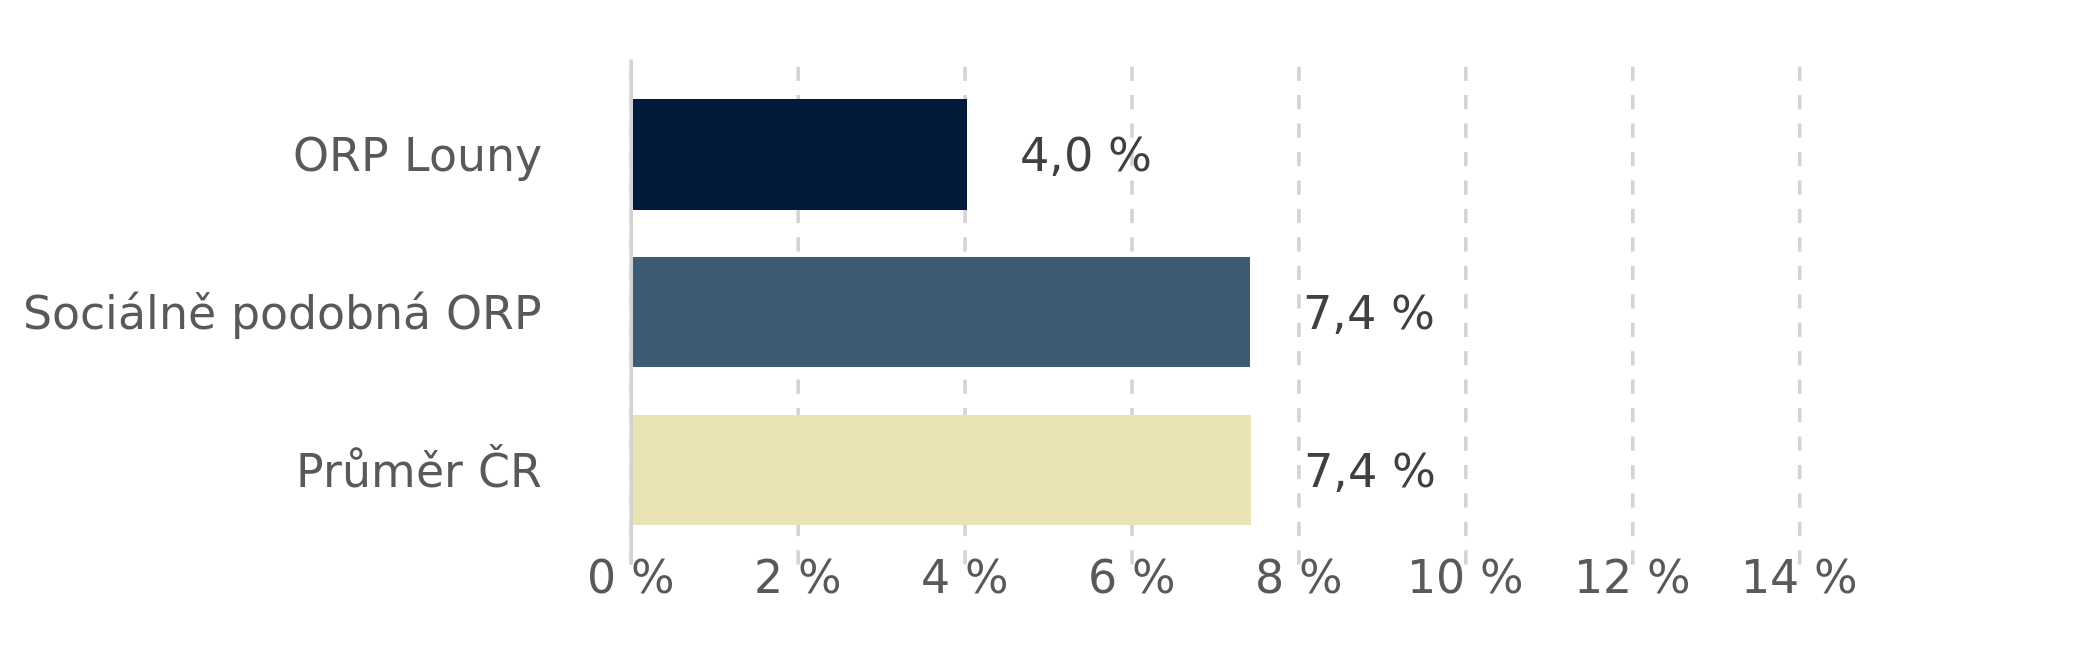 ORP Louny
4,0 %
Sociálně podobná ORP
7,4 %
Průměr ČR
7,4 %
0 % 2 % 4 % 6 % 8 % 10 % 12 % 14 %